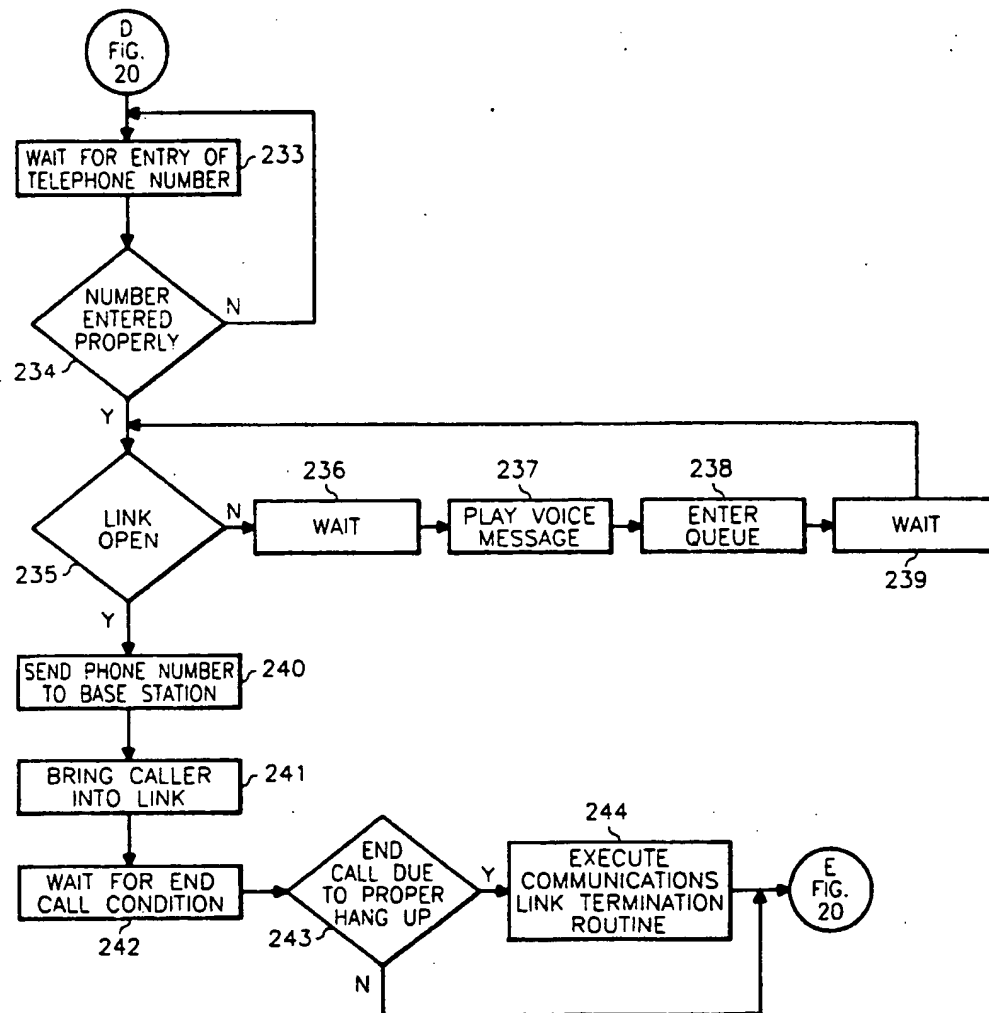 D
FIG.
20
WAIT FOR ENTRY OF
TELEPHONE NUMBER
233
NUMBER
ENTERED
PROPERLY
N
234
Y
LINK
OPEN
N
235
Y
236
WAIT
237
PLAY VOICE
MESSAGE
238
ENTER
QUEUE
WAIT
239
SEND PHONE NUMBER
TO BASE STATION
240
BRING CALLER
INTO LINK
241
WAIT FOR END
CALL CONDITION
242
END
CALL DUE
TO PROPER
HANG UP
Y
243
N
244
EXECUTE
COMMUNICATIONS
LINK TERMINATION
ROUTINE
E
FIG.
20